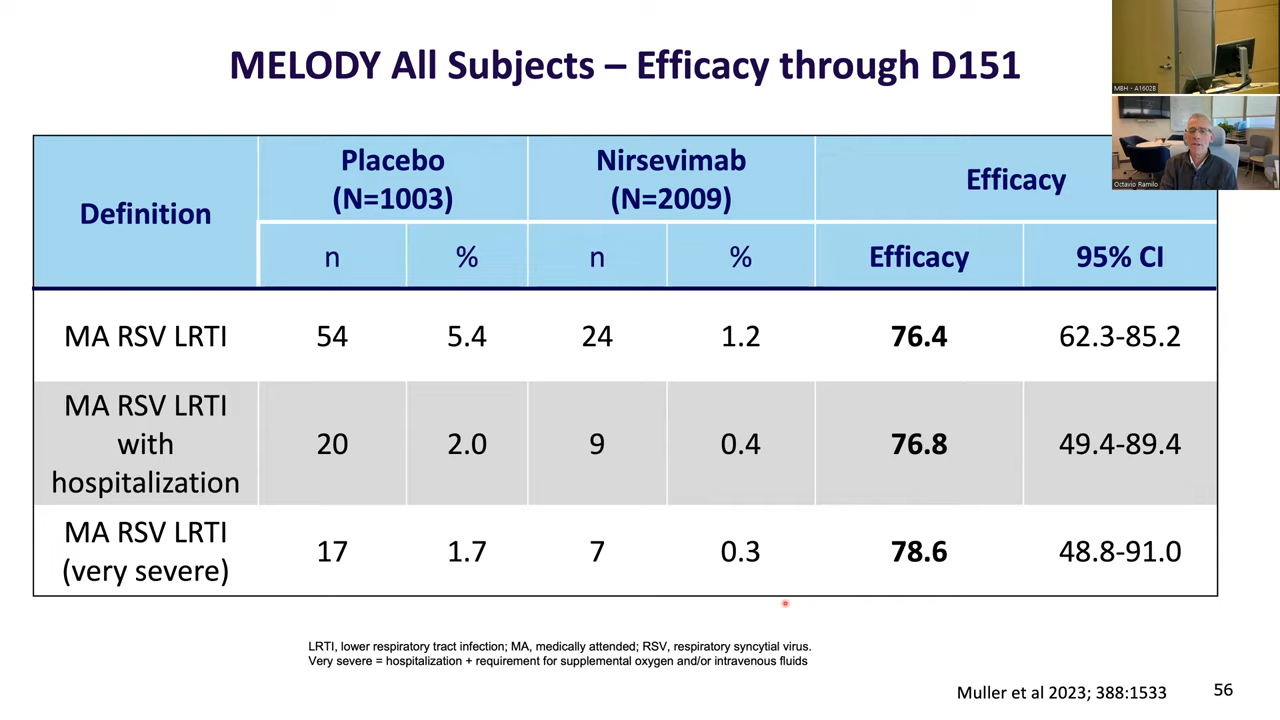 MELODY All Subjects – Efficacy through D151
MBH - A1602B
Octavio Ramilo
Definition
Placebo
(N=1003)
Nirsevimab
(N=2009)
Efficacy
n
%
n
%
Efficacy
95% CI
MA RSV LRTI
54
5.4
24
1.2
76.4
62.3-85.2
MA RSV LRTI
with
hospitalization
20
2.0
9
0.4
76.8
49.4-89.4
MA RSV LRTI
(very severe)
17
1.7
7
0.3
78.6
48.8-91.0
LRTI, lower respiratory tract infection; MA, medically attended; RSV, respiratory syncytial virus.
Very severe = hospitalization + requirement for supplemental oxygen and/or intravenous fluids
Muller et al 2023; 388:1533
56